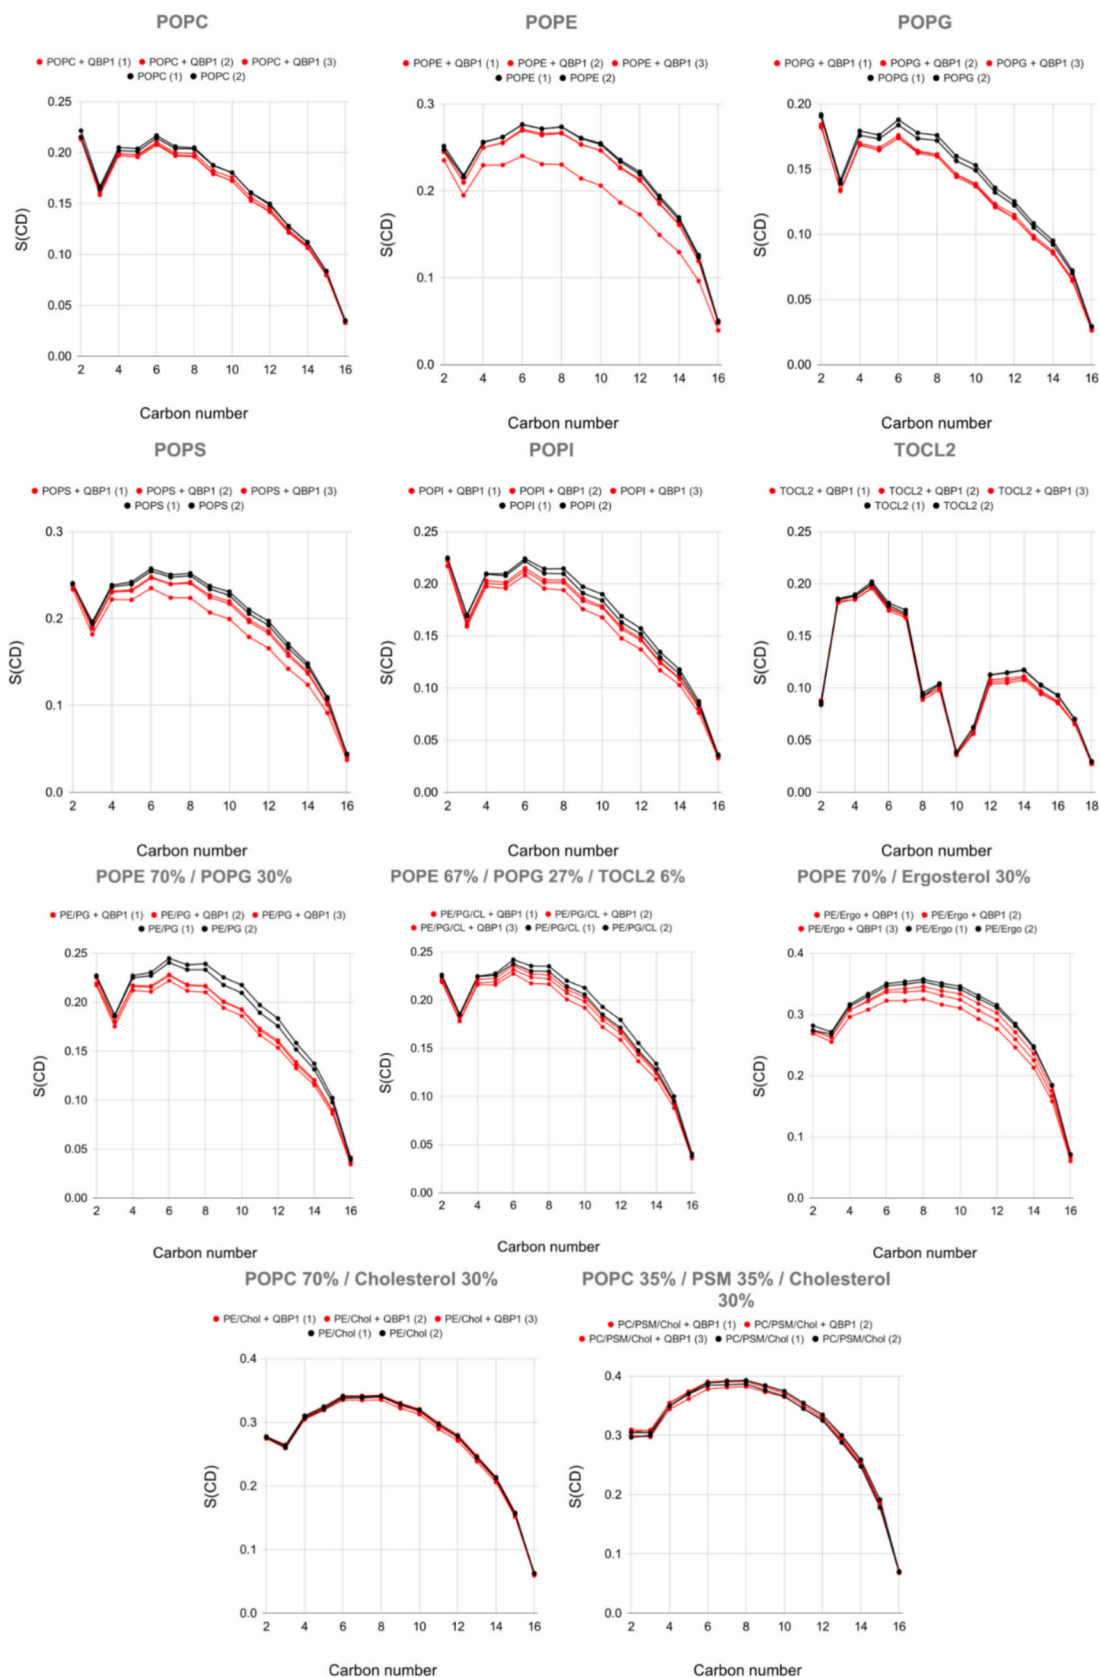 POPC
POPC + QBP1 (1) POPC + QBP1 (2) POPC + QBP1 (3)
POPC (1) POPC (2)
S(CD)
0.25
0.20
0.15
0.10
0.05
0.00
2 4 6 8 10 12 14 16
Carbon number
POPE
POPE + QBP1 (1) POPE + QBP1 (2) POPE + QBP1 (3)
POPE (1) POPE (2)
S(CD)
0.3
0.2
0.1
0.0
2 4 6 8 10 12 14 16
Carbon number
POPG
POPG + QBP1 (1) POPG + QBP1 (2) POPG + QBP1 (3)
POPG (1) POPG (2)
S(CD)
0.20
0.15
0.10
0.05
0.00
2 4 6 8 10 12 14 16
Carbon number
POPS
POPS + QBP1 (1) POPS + QBP1 (2) POPS + QBP1 (3)
POPS (1) POPS (2)
S(CD)
0.3
0.2
0.1
0.0
2 4 6 8 10 12 14 16
Carbon number
POPI
POPI + QBP1 (1) POPI + QBP1 (2) POPI + QBP1 (3)
POPI (1) POPI (2)
S(CD)
0.25
0.20
0.15
0.10
0.05
0.00
2 4 6 8 10 12 14 16
Carbon number
TOCL2
TOCL2 + QBP1 (1) TOCL2 + QBP1 (2) TOCL2 + QBP1 (3)
TOCL2 (1) TOCL2 (2)
S(CD)
0.25
0.20
0.15
0.10
0.05
0.00
2 4 6 8 10 12 14 16 18
Carbon number
POPE 70% / POPG 30%
PE/PG + QBP1 (1) PE/PG + QBP1 (2) PE/PG + QBP1 (3)
PE/PG (1) PE/PG (2)
S(CD)
0.25
0.20
0.15
0.10
0.05
0.00
2 4 6 8 10 12 14 16
Carbon number
POPE 67% / POPG 27% / TOCL2 6%
PE/PG/CL + QBP1 (1) PE/PG/CL + QBP1 (2)
PE/PG/CL + QBP1 (3) PE/PG/CL (1) PE/PG/CL (2)
S(CD)
0.25
0.20
0.15
0.10
0.05
0.00
2 4 6 8 10 12 14 16
Carbon number
POPE 70% / Ergosterol 30%
PE/Ergo + QBP1 (1) PE/Ergo + QBP1 (2)
PE/Ergo + QBP1 (3) PE/Ergo (1) PE/Ergo (2)
S(CD)
0.4
0.3
0.2
0.1
0.0
2 4 6 8 10 12 14 16
Carbon number
POPC 70% / Cholesterol 30%
PE/Chol + QBP1 (1) PE/Chol + QBP1 (2) PE/Chol + QBP1 (3)
PE/Chol (1) PE/Chol (2)
S(CD)
0.4
0.3
0.2
0.1
0.0
2 4 6 8 10 12 14 16
Carbon number
POPC 35% / PSM 35% / Cholesterol
30%
PC/PSM/Chol + QBP1 (1) PC/PSM/Chol + QBP1 (2)
PC/PSM/Chol + QBP1 (3) PC/PSM/Chol (1) PC/PSM/Chol (2)
S(CD)
0.4
0.3
0.2
0.1
0.0
2 4 6 8 10 12 14 16
Carbon number